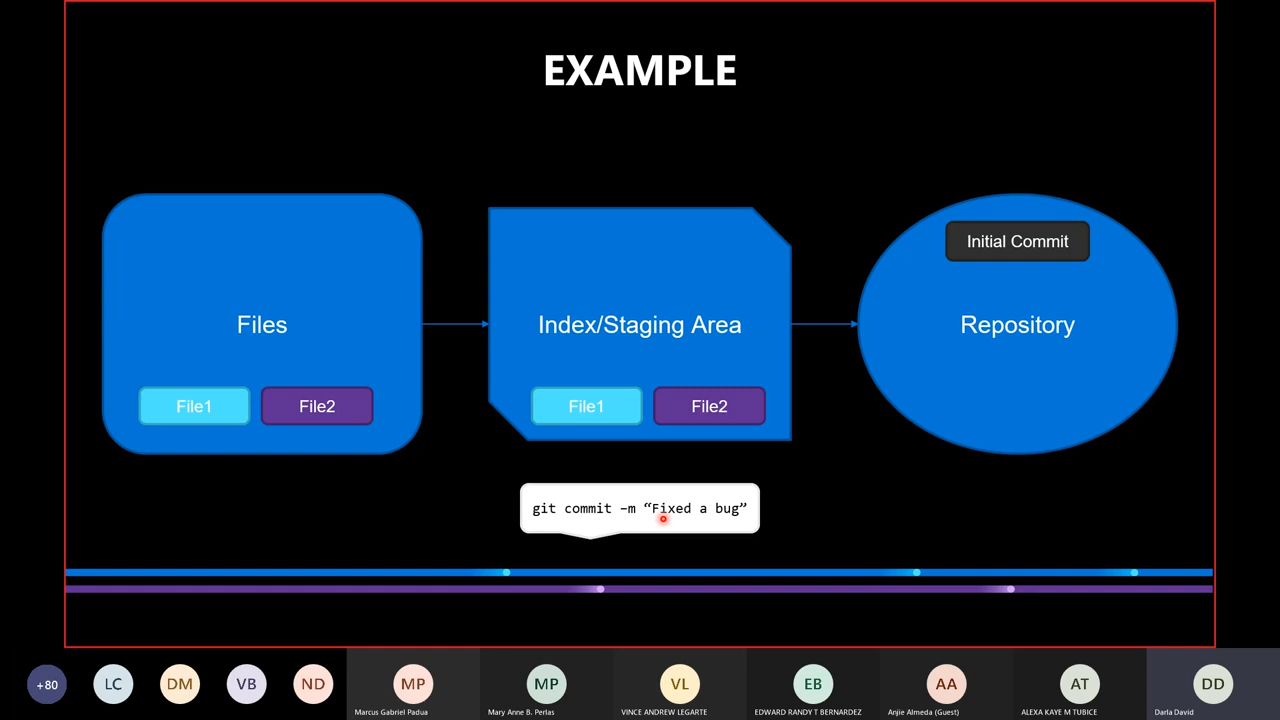 EXAMPLE
Initial Commit
Files
Index/Staging Area
Repository
File1
File2
File1
File2
git commit –m “Fixed a bug”
+80
LC
DM
VB
ND
MP
MP
VL
EB
AA
AT
DD
Marcus Gabriel Padua
Mary Anne B. Perlas
VINCE ANDREW LEGARTE
EDWARD RANDY T BERNARDEZ
Anjie Almeda (Guest)
ALEXA KAYE M TUBICE
Darla David